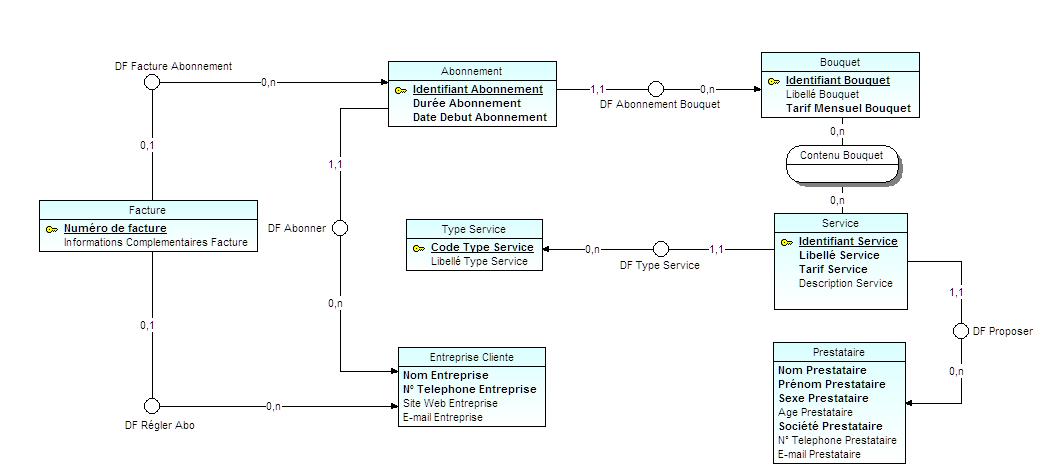 DF Facture Abonnement
0,n
0,1
Abonnement
Identifiant Abonnement
Durée Abonnement
Date Debut Abonnement
1,1
0,n
DF Abonnement Bouquet
Bouquet
Identifiant Bouquet
Libellé Bouquet
Tarif Mensuel Bouquet
0,n
Contenu Bouquet
0,n
Facture
Numéro de facture
Informations Complementaires Facture
1,1
DF Abonner
0,n
Type Service
Code Type Service
Libellé Type Service
0,n
1,1
DF Type Service
Service
Identifiant Service
Libellé Service
Tarif Service
Description Service
1,1
DF Proposer
0,n
0,1
DF Régler Abo
0,n
Entreprise Cliente
Nom Entreprise
N° Telephone Entreprise
Site Web Entreprise
E-mail Entreprise
Prestataire
Nom Prestataire
Prénom Prestataire
Sexe Prestataire
Age Prestataire
Société Prestataire
N° Telephone Prestataire
E-mail Prestataire